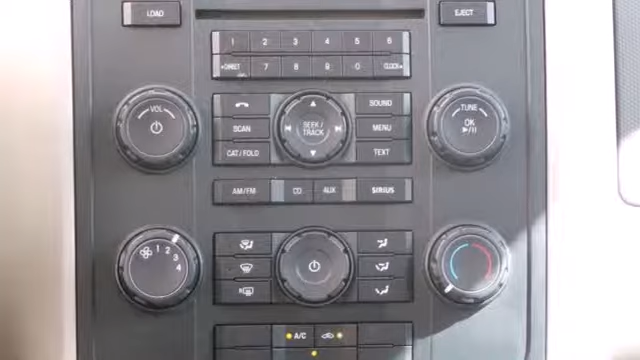 LOAD
EJECT
1 2 3 4 5 6
DIRECT 7 8 9 0 CLOCK
VOL
SOUND
TUNE
SCAN
SEEK/
TRACK
MENU
OK
CAT/FOLD
TEXT
AM/FM CD AUX SIRIUS
1 2 3 4
A/C